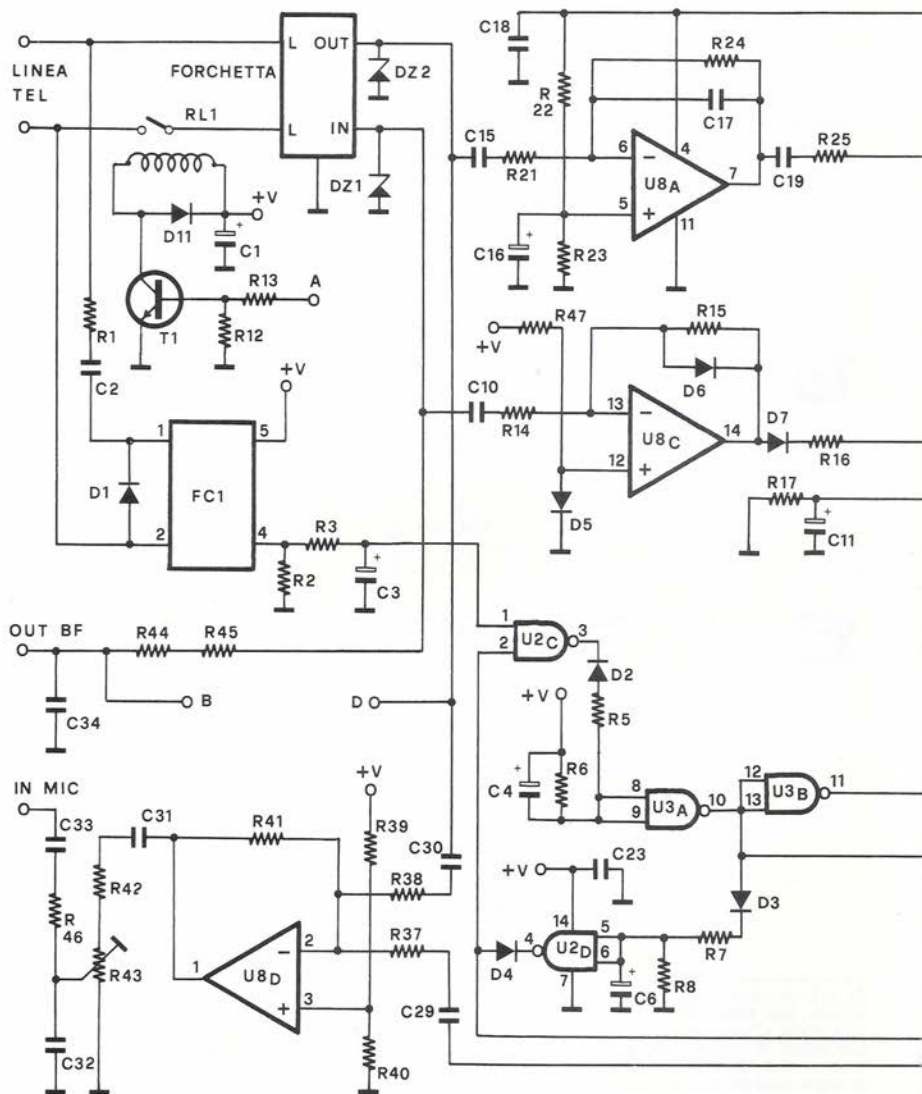 LINEA
TEL
RL1
FORCHETTA
L
OUT
L
IN
DZ2
DZ1
C18
R
22
R24
C17
C15
R21
6
5
4
7
11
U8A
C19
R25
C16
R23
D11
+V
C1
R13
A
R12
T1
R1
C2
+V
R47
+V
R15
D6
C10
R14
13
12
14
U8C
D7
R16
D5
R17
C11
1
5
D1
FC1
2
4
R3
R2
C3
OUT BF
R44
R45
B
D
C34
1
2
U2C
3
D2
R5
+V
C4
R6
8
9
U3A
10
12
13
U3B
11
IN MIC
C33
C31
R41
+V
R39
C30
R42
R38
R
46
R43
R37
1
U8D
2
3
C29
C32
R40
+V
C23
D3
14
4
U2D
5
6
7
D4
R7
C6
R8